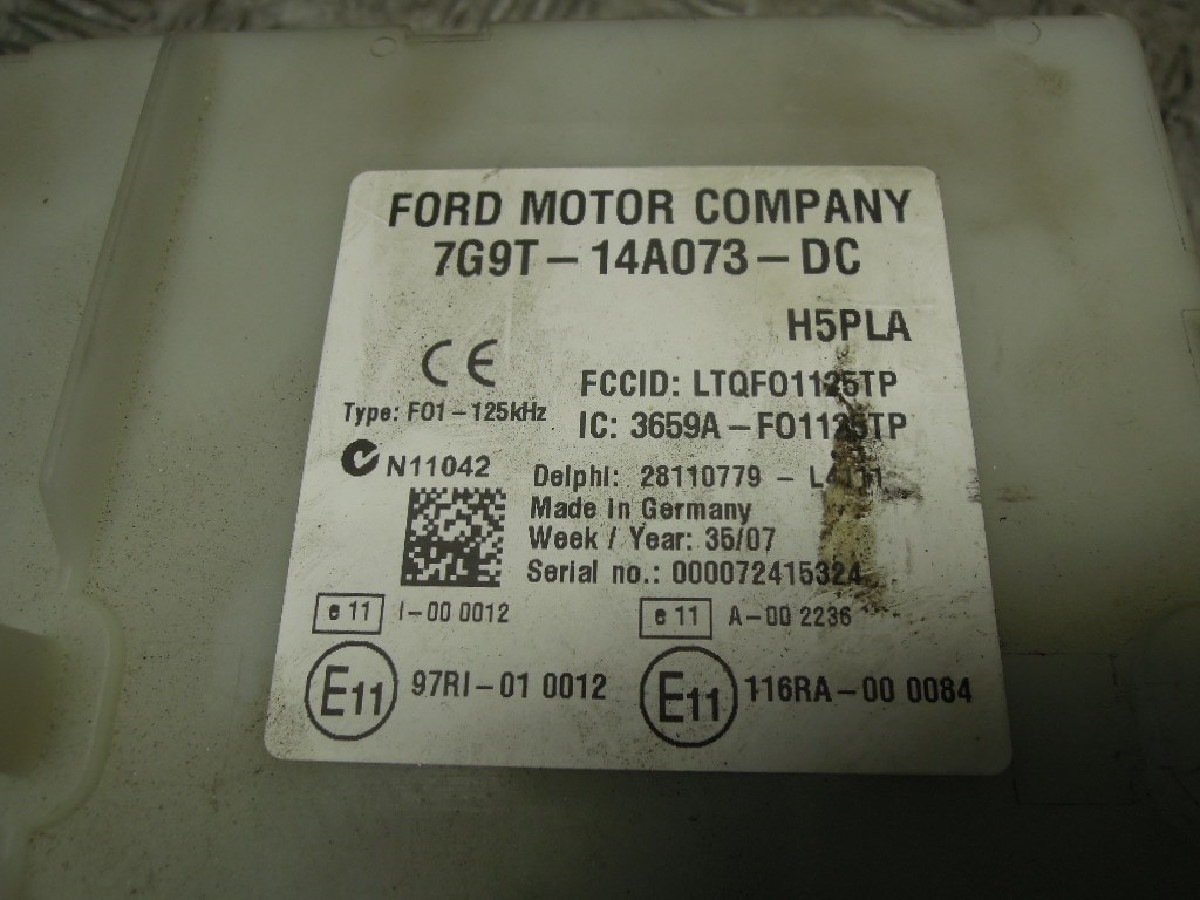 FORD MOTOR COMPANY
7G9T-14A073-DC
H5PLA
CE
FCCID: LTQFO1125TP
Type: FO1-125kHz
IC: 3659A-FO1125TP
N11042
Delphi: 28110779 -
Made in Germany
Week / Year: 35/07
Serial no.: 000072415324
e 11 I-00 0012
e 11 A-00 2236
E11 97RI-01 0012
E11 116RA-00 0084